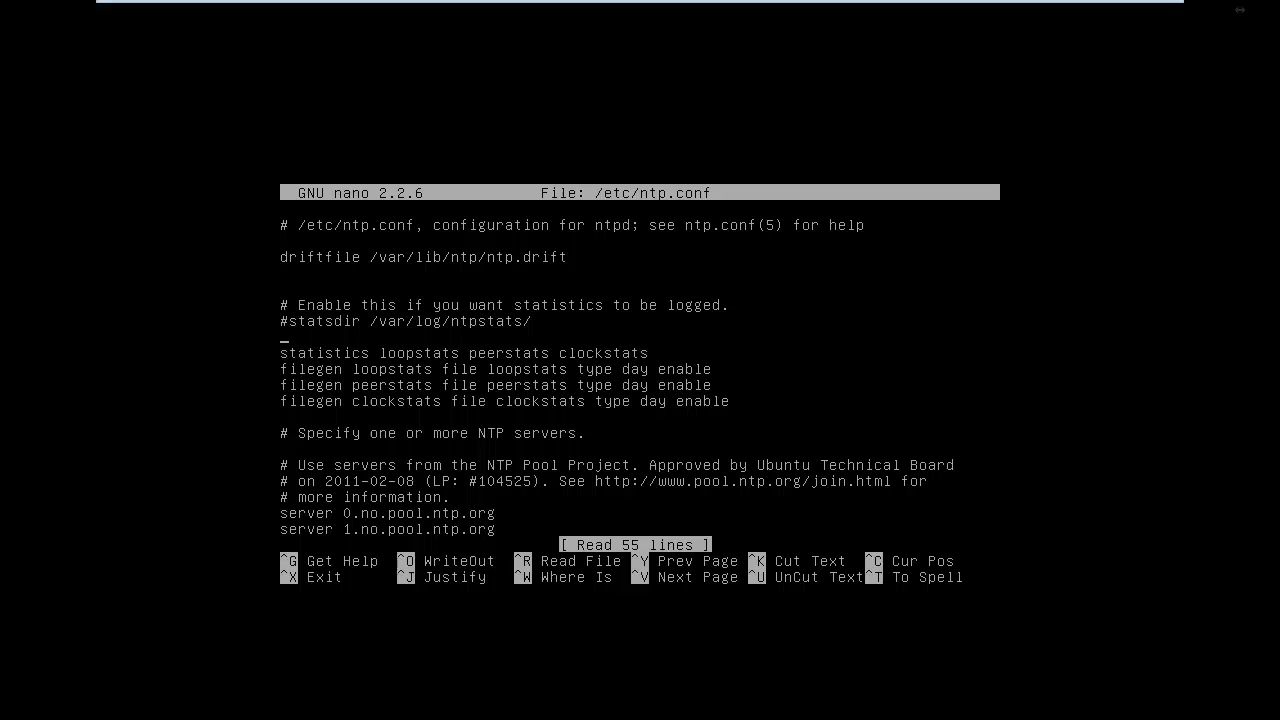 GNU nano 2.2.6 File: /etc/ntp.conf
# /etc/ntp.conf, configuration for ntpd; see ntp.conf(5) for help
driftfile /var/lib/ntp/ntp.drift
# Enable this if you want statistics to be logged.
#statsdir /var/log/ntpstats/
statistics loopstats peerstats clockstats
filegen loopstats file loopstats type day enable
filegen peerstats file peerstats type day enable
filegen clockstats file clockstats type day enable
# Specify one or more NTP servers.
# Use servers from the NTP Pool Project. Approved by Ubuntu Technical Board
# on 2011-02-08 (LP: #104525). See http://www.pool.ntp.org/join.html for
# more information.
server 0.no.pool.ntp.org
server 1.no.pool.ntp.org
[ Read 55 lines ]
^G Get Help ^O WriteOut ^R Read File ^Y Prev Page ^K Cut Text ^C Cur Pos
^X Exit ^J Justify ^W Where Is ^V Next Page ^U UnCut Text ^T To Spell